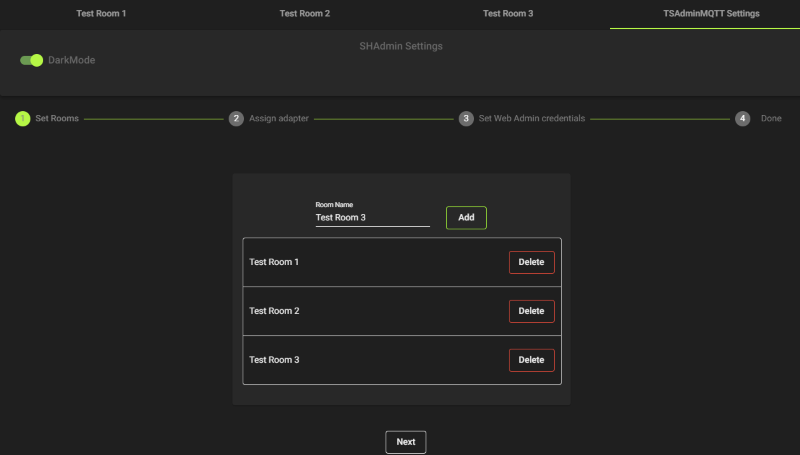 Test Room 1
Test Room 2
Test Room 3
TSAdminMQTT Settings
SHAdmin Settings
DarkMode
1 Set Rooms
2 Assign adapter
3 Set Web Admin credentials
4 Done
Room Name
Test Room 3
Add
Test Room 1
Delete
Test Room 2
Delete
Test Room 3
Delete
Next